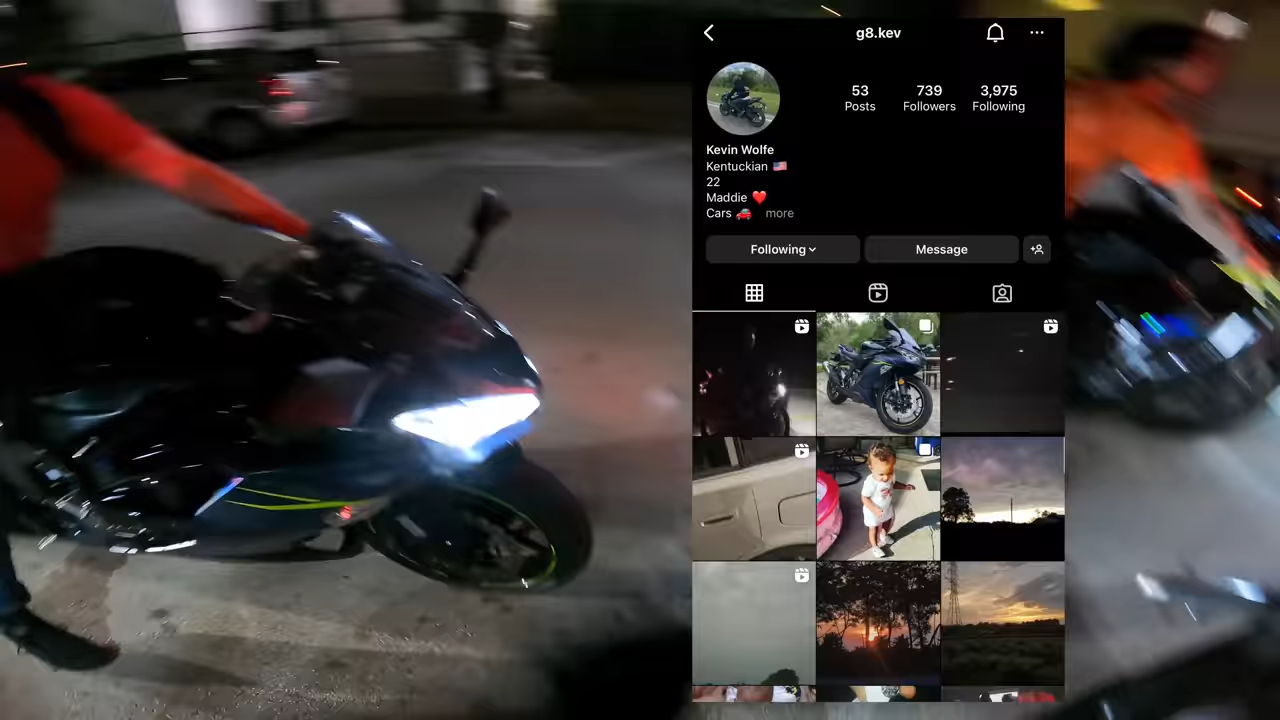 g8.kev
53 739 3,975
Posts Followers Following
Kevin Wolfe
Kentuckian 🇺🇸
22
Maddie ❤️
Cars 🚗 more
Following Message